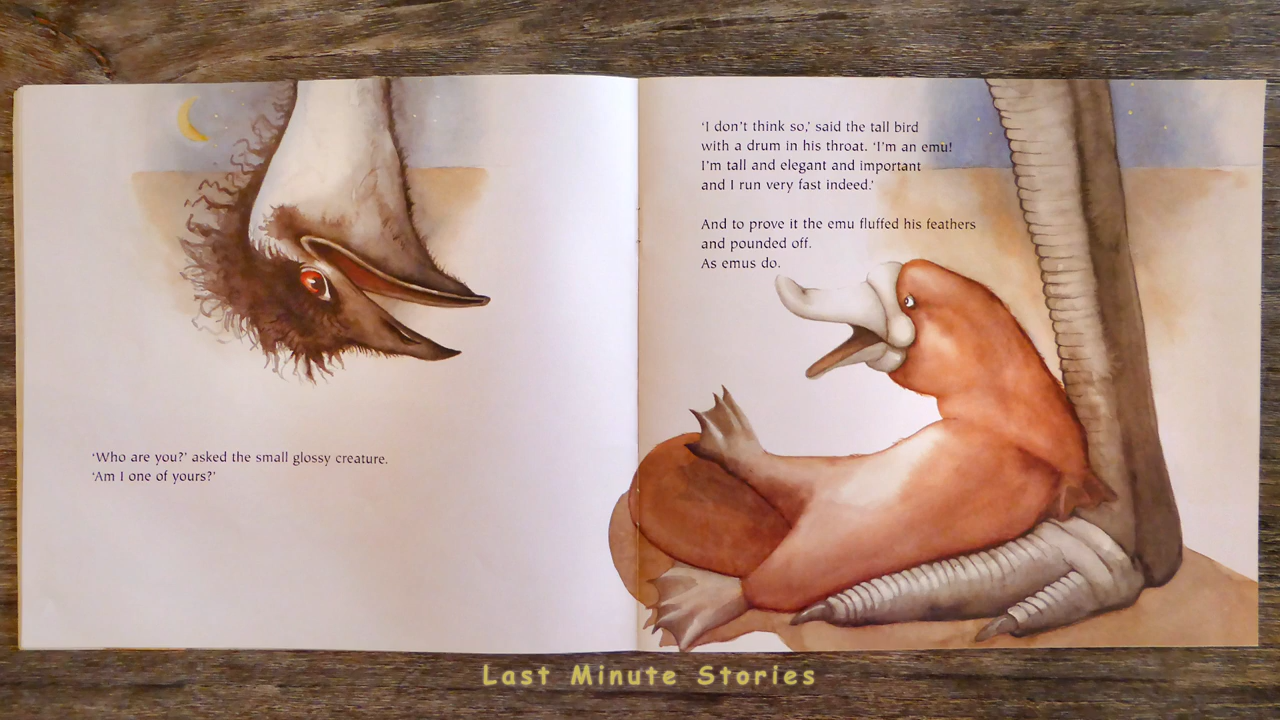 ‘Who are you?’ asked the small glossy creature.
‘Am I one of yours?’
‘I don’t think so,’ said the tall bird
with a drum in his throat. ‘I’m an emu!
I’m tall and elegant and important
and I run very fast indeed.’
And to prove it the emu fluffed his feathers
and pounded off.
As emus do.
Last Minute Stories